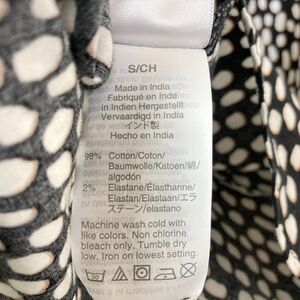 S/CH
Made in India
Fabriqué en Inde
in Indien Hergestellt
Vervaardigd in India
インド製
Hecho en India
98% Cotton/Coton/
Baumwolle/Katoen/綿/
algodón
2% Elastane/Élasthanne/
Elastan/Elastaan/エラ
ステーン/elastano
Machine wash cold with
like colors. Non chlorine
bleach only. Tumble dry
low. Iron on lowest setting.